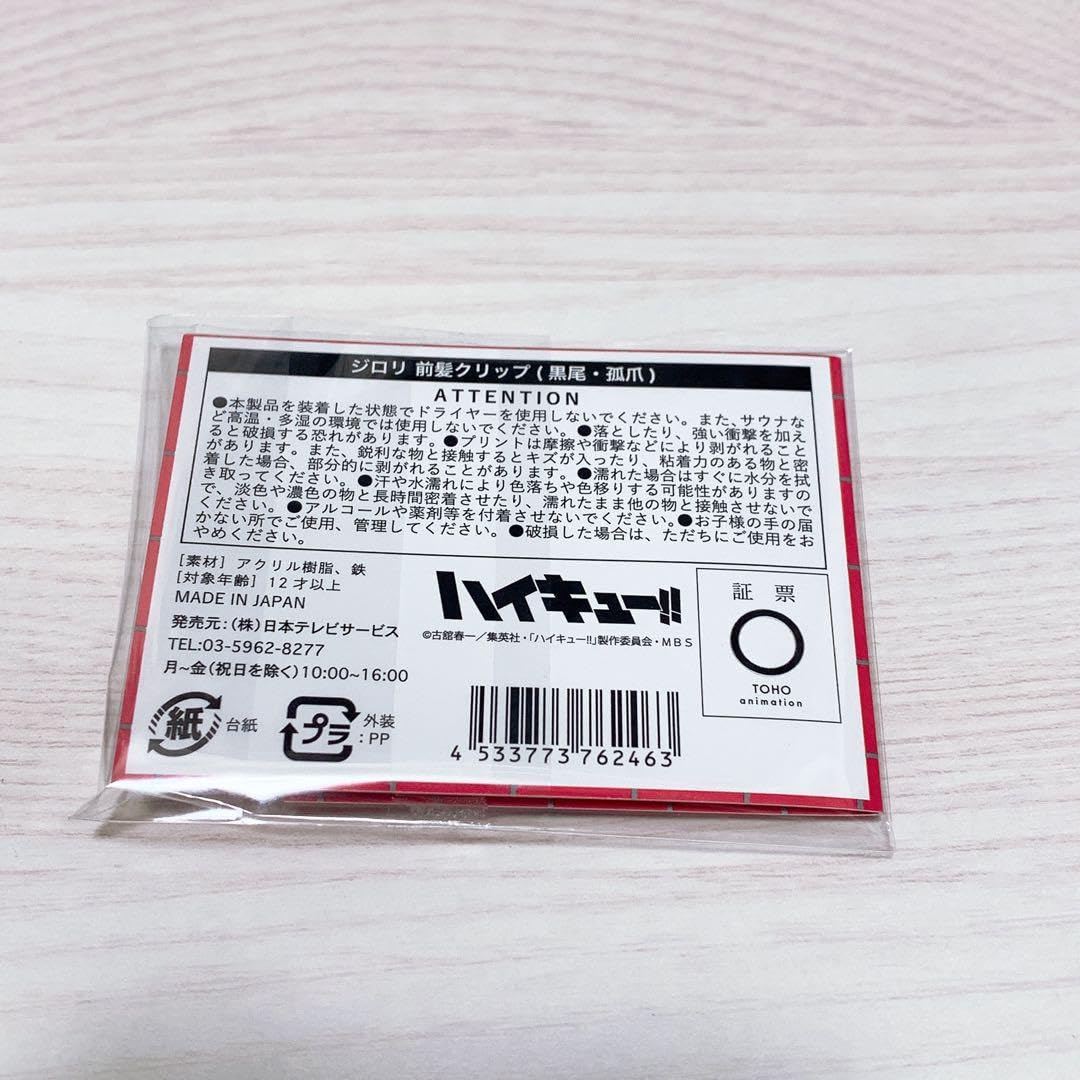 ジロリ 前髪クリップ(黒尾・孤爪)
ATTENTION
●本製品を装着した状態でドライヤーを使用しないでください。また、サウナな
ど高温・多湿の環境では使用しないでください。●落としたり、強い衝撃を加え
ると破損する恐れがあります。●プリントは摩擦や衝撃などにより剥がれること
があります。また、鋭利な物と接触するとキズが入ったり、粘着力のある物と密
着した場合、部分的に剥がれることがあります。●濡れた場合はすぐに水分を拭
き取ってください。●汗や水濡れにより色落ちや色移りする可能性がありますの
で、淡色や濃色の物と長時間密着させたり、濡れたまま他の物と接触させないで
ください。●アルコールや薬剤等を付着させないでください。●お子様の手の届
かない所でご使用、管理してください。●破損した場合は、ただちにご使用をお
やめください。
[素材] アクリル樹脂、鉄
[対象年齢] 12才以上
MADE IN JAPAN
発売元:(株)日本テレビサービス
TEL:03-5962-8277
月~金(祝日を除く)10:00~16:00
紙 台紙
プラ 外装
:PP
ハイキュー!!
©古舘春一/集英社・「ハイキュー!!」製作委員会・MBS
4 533773 762463
証票
TOHO
animation